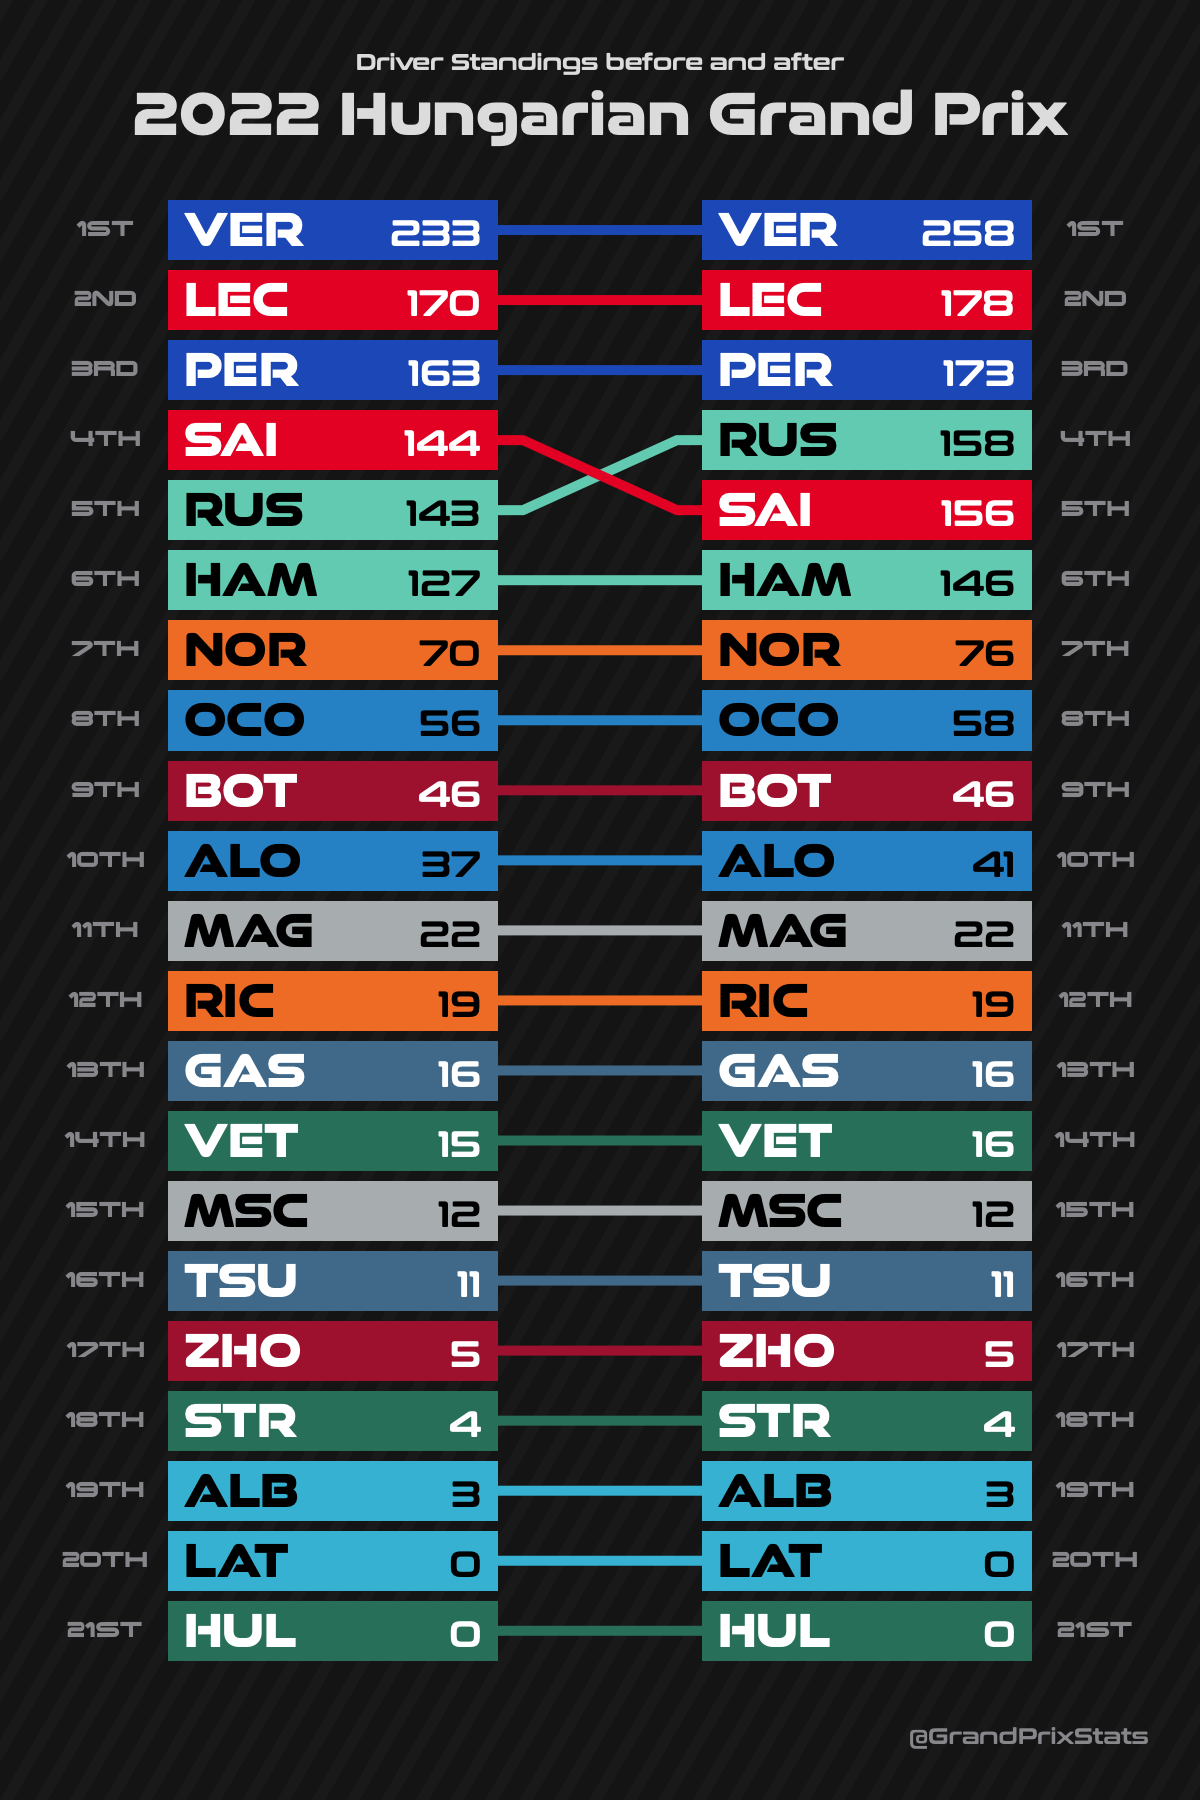 Driver Standings before and after
2022 Hungarian Grand Prix
1ST VER 233 VER 258 1ST
2ND LEC 170 LEC 178 2ND
3RD PER 163 PER 173 3RD
4TH SAI 144 RUS 158 4TH
5TH RUS 143 SAI 156 5TH
6TH HAM 127 HAM 146 6TH
7TH NOR 70 NOR 76 7TH
8TH OCO 56 OCO 58 8TH
9TH BOT 46 BOT 46 9TH
10TH ALO 37 ALO 41 10TH
11TH MAG 22 MAG 22 11TH
12TH RIC 19 RIC 19 12TH
13TH GAS 16 GAS 16 13TH
14TH VET 15 VET 16 14TH
15TH MSC 12 MSC 12 15TH
16TH TSU 11 TSU 11 16TH
17TH ZHO 5 ZHO 5 17TH
18TH STR 4 STR 4 18TH
19TH ALB 3 ALB 3 19TH
20TH LAT 0 LAT 0 20TH
21ST HUL 0 HUL 0 21ST
@GrandPrixStats